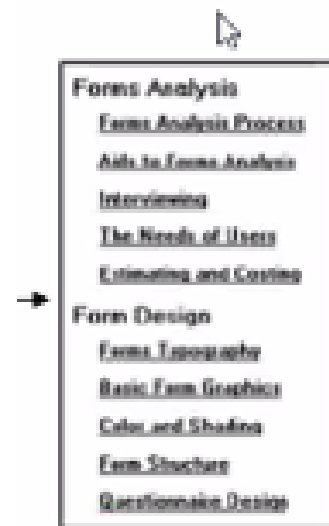 Forms Analysis
Forms Analysis Process
Aids to Forms Analysis
Interviewing
The Needs of Users
Estimating and Costing
Form Design
Forms Typography
Basic Form Graphics
Color and Shading
Form Structure
Questionnaire Design